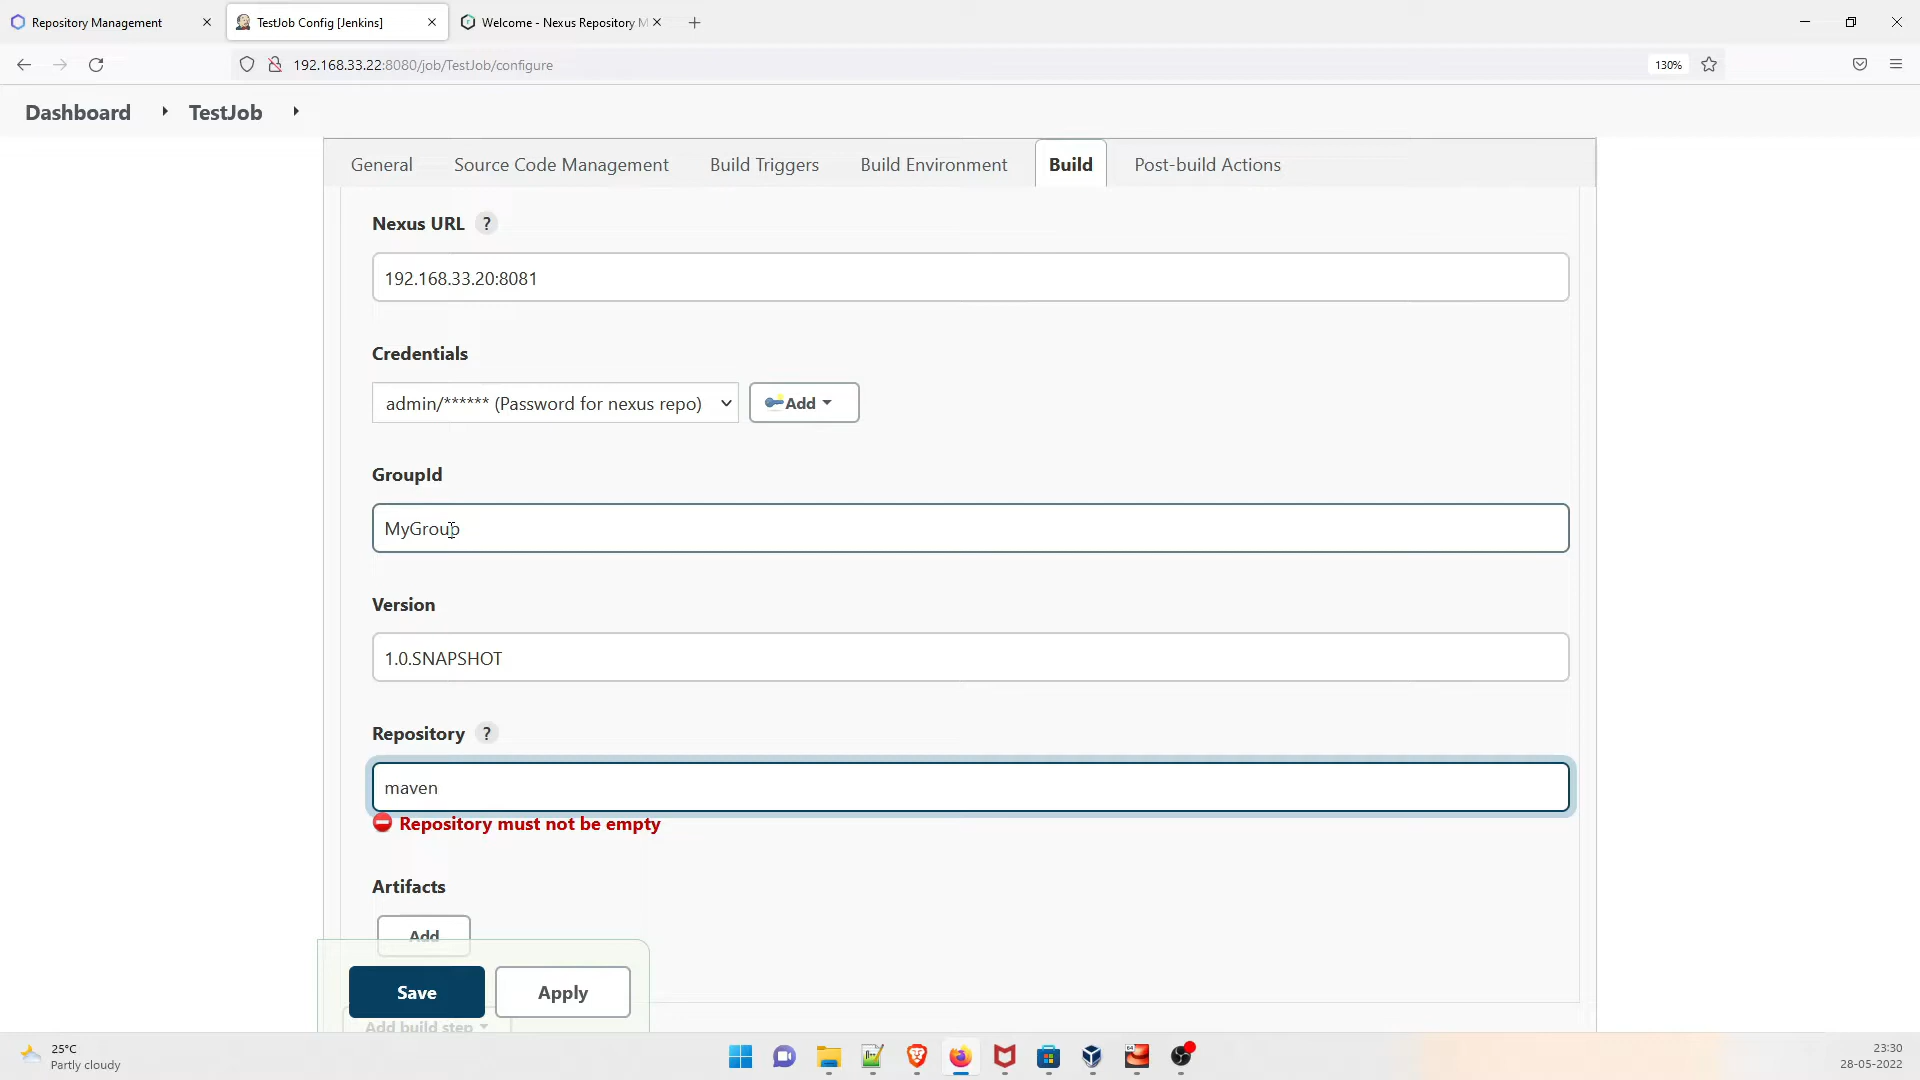 Repository Management
TestJob Config [Jenkins]
Welcome - Nexus Repository M
192.168.33.22:8080/job/TestJob/configure
130%
Dashboard
TestJob
General
Source Code Management
Build Triggers
Build Environment
Build
Post-build Actions
Nexus URL ?
192.168.33.20:8081
Credentials
admin/****** (Password for nexus repo)
Add
GroupId
MyGroup
Version
1.0.SNAPSHOT
Repository ?
maven
Repository must not be empty
Artifacts
Add
Save
Apply
Add build step
25°C
Partly cloudy
64
23:30
28-05-2022